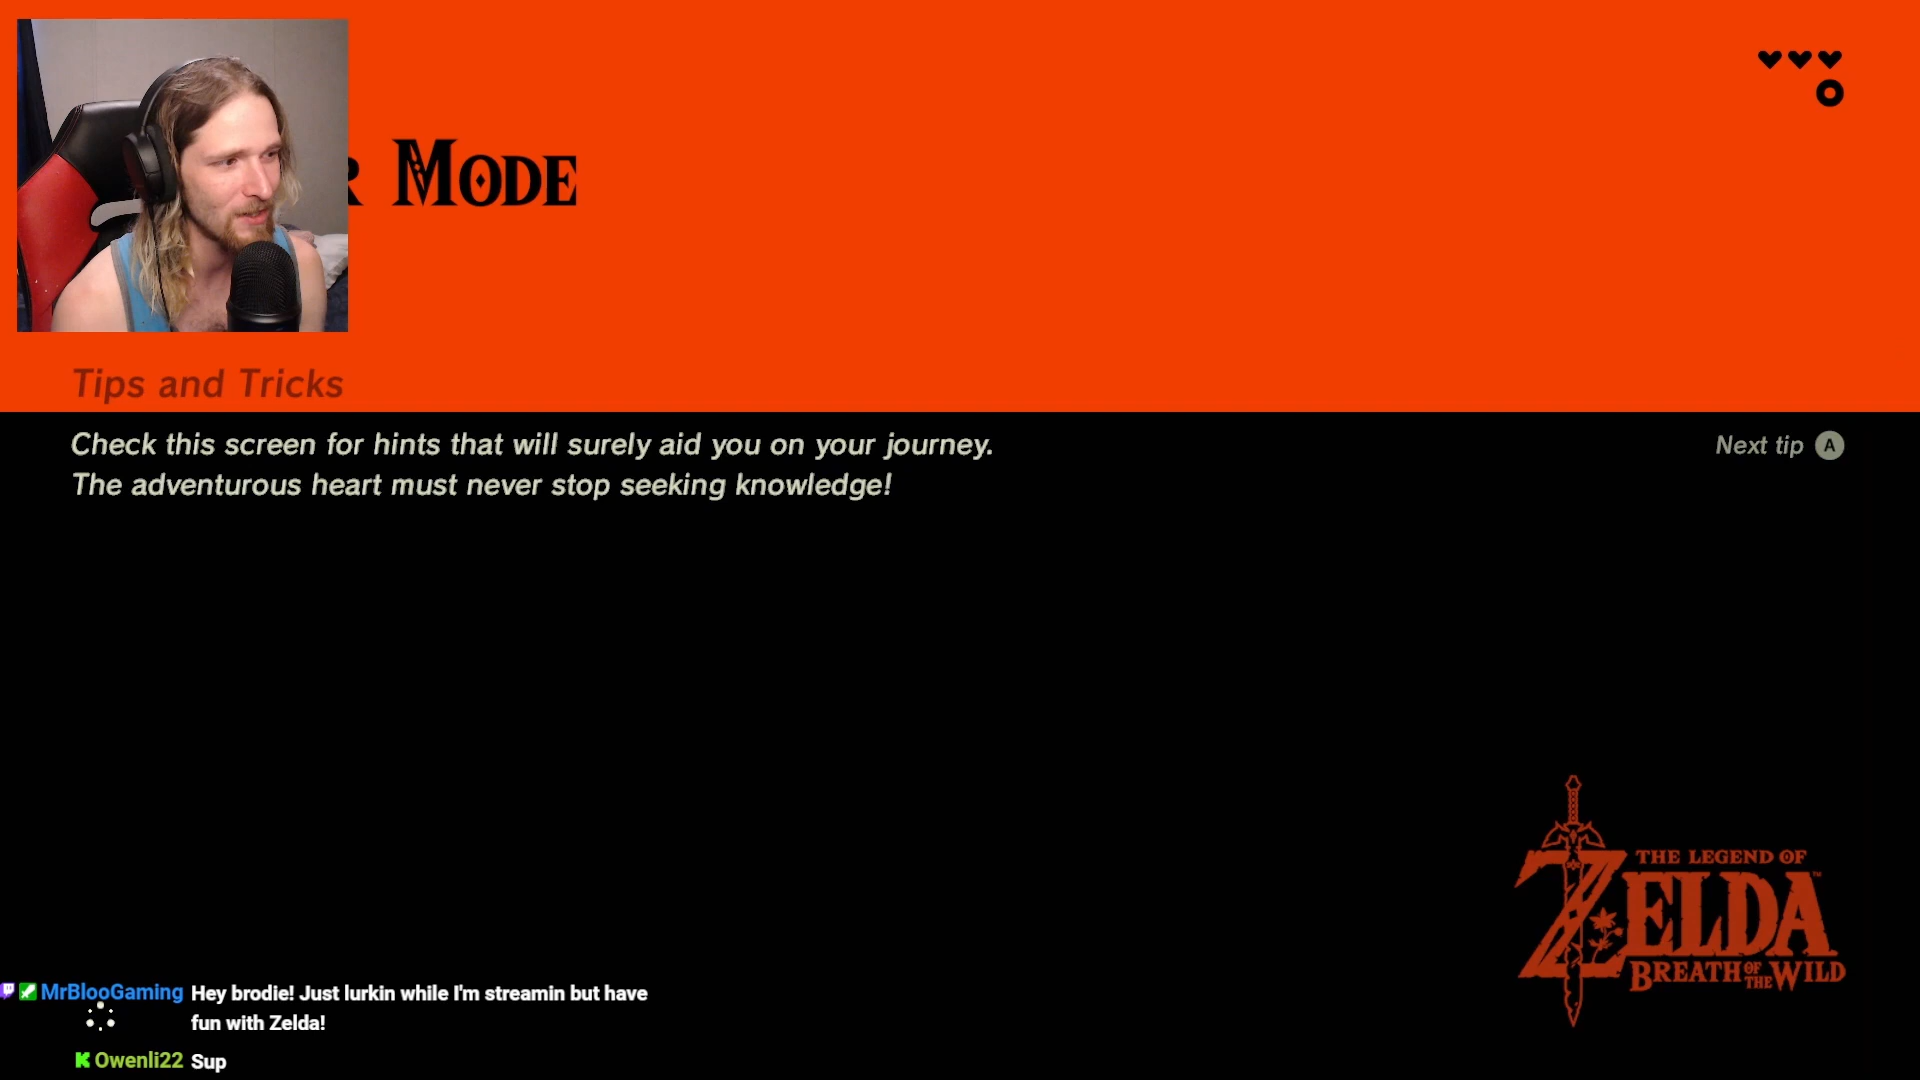 R MODE
Tips and Tricks
Check this screen for hints that will surely aid you on your journey.
The adventurous heart must never stop seeking knowledge!
Next tip A
THE LEGEND OF
ZELDA™
BREATH OF THE WILD
MrBlooGaming Hey brodie! Just lurkin while I'm streamin but have
fun with Zelda!
K Owenli22 Sup